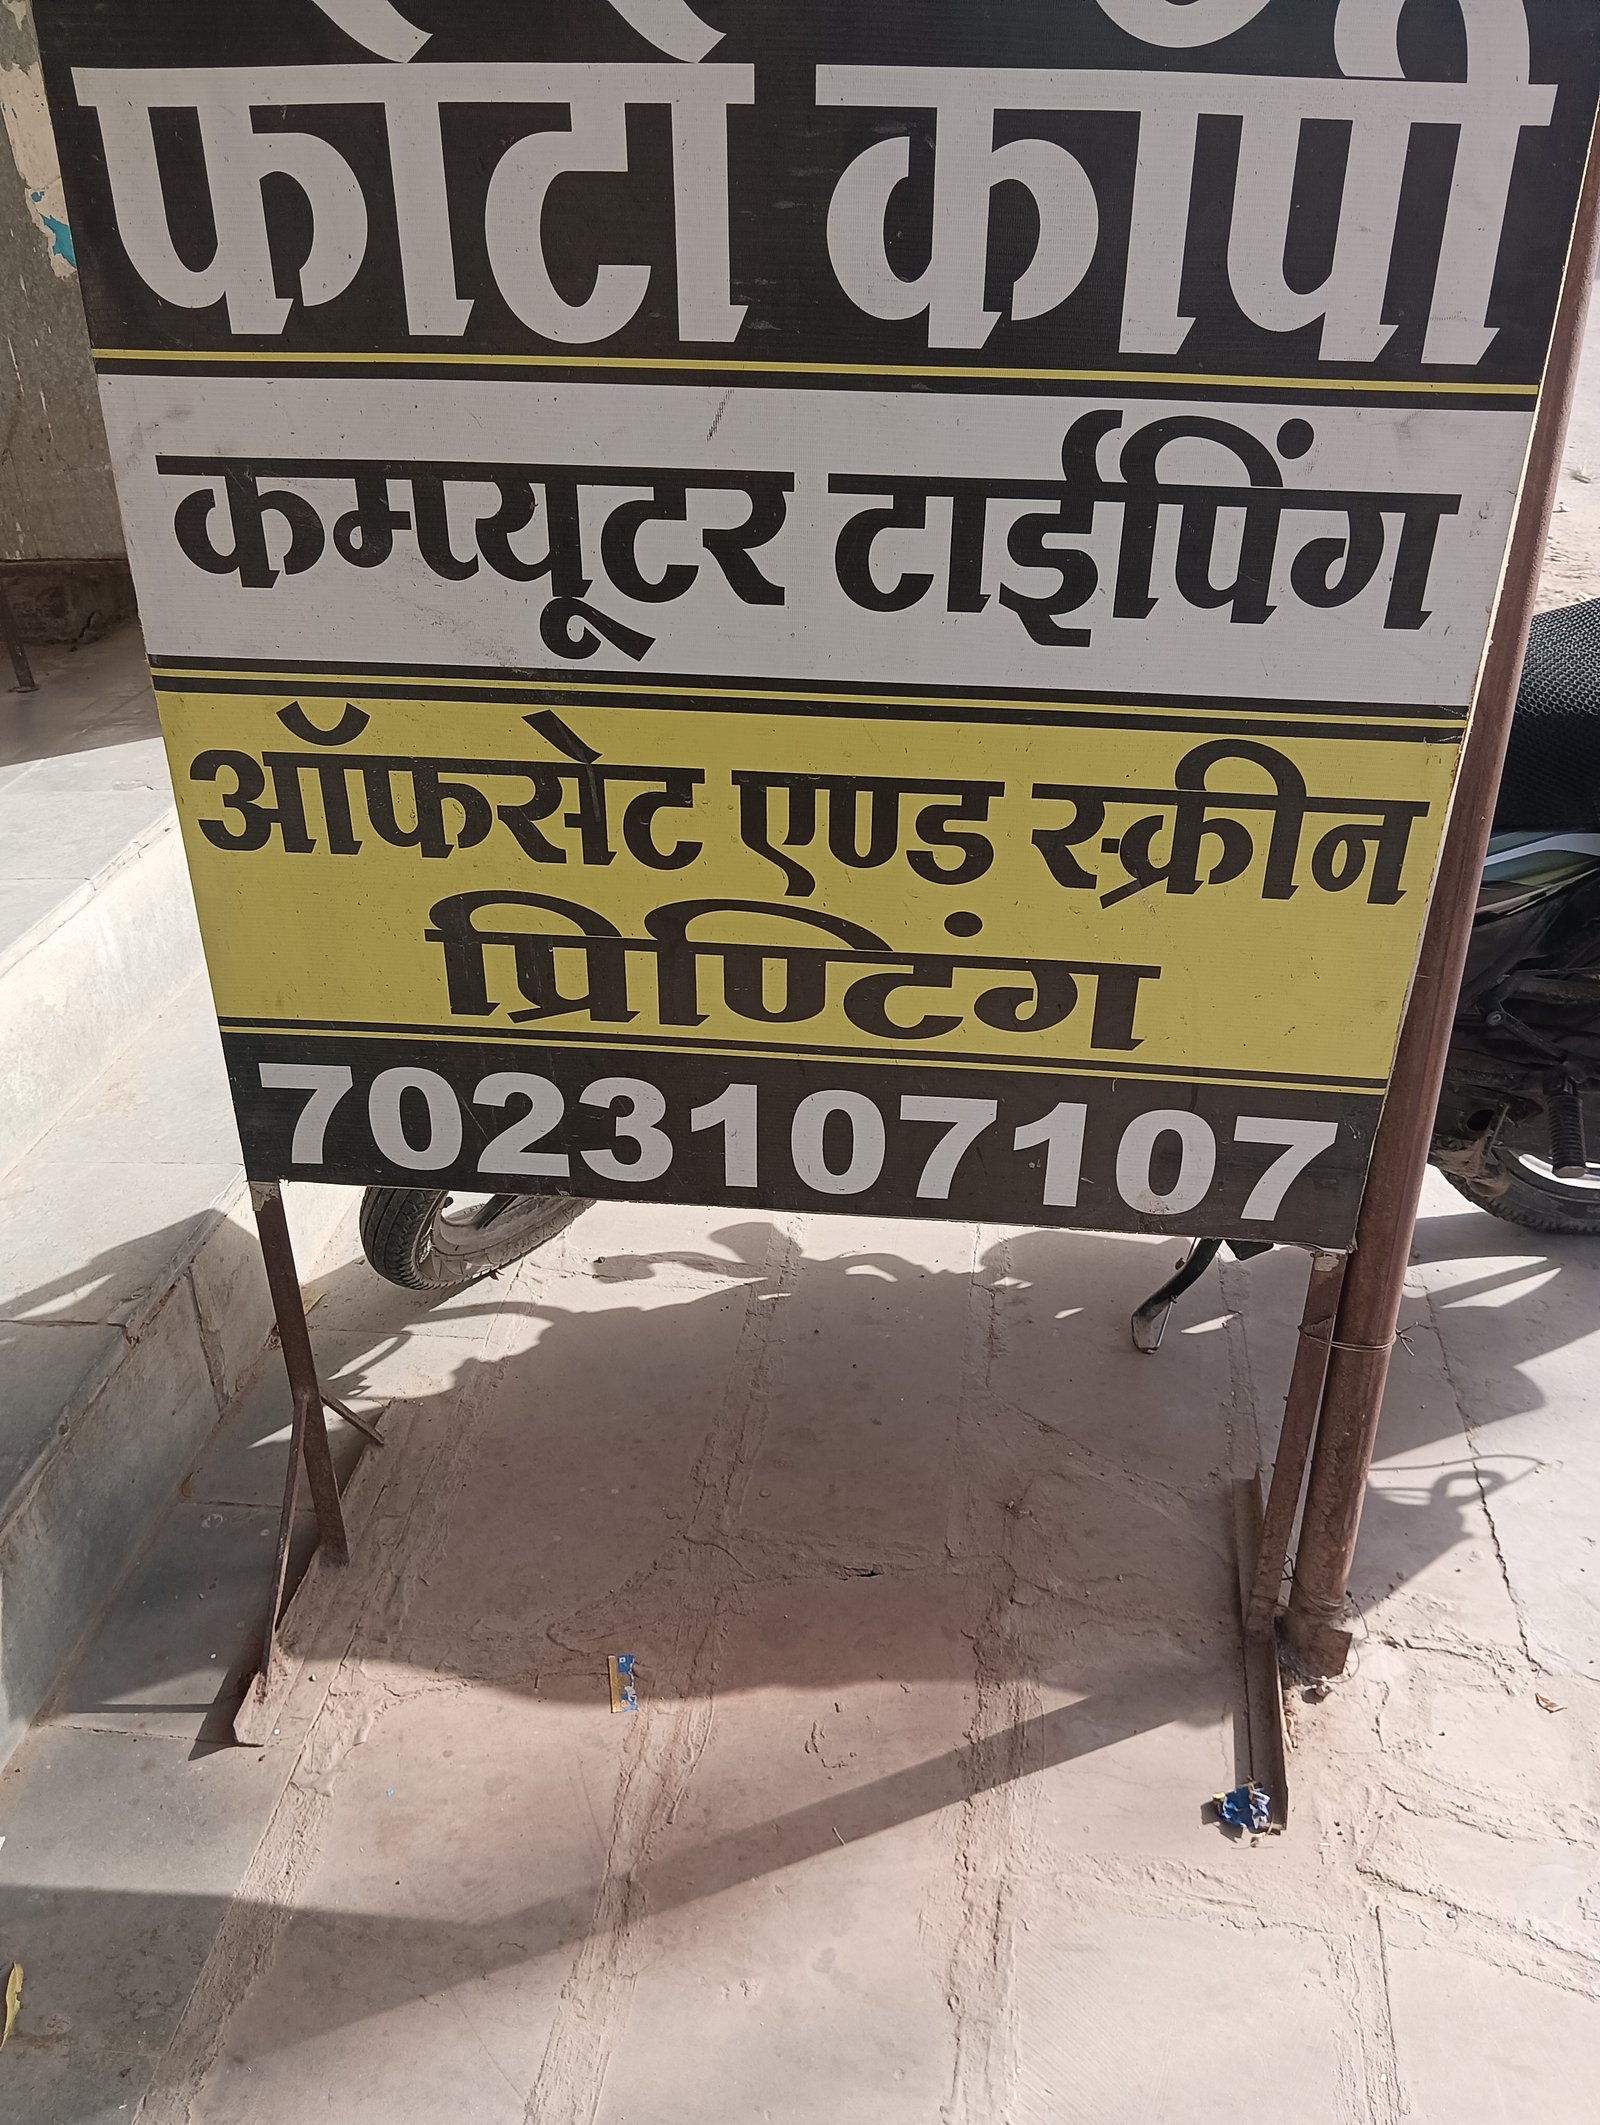 फोटो कॉपी
कम्प्यूटर टाईपिंग
ऑफसेट एण्ड स्क्रीन
प्रिण्टिंग
7023107107